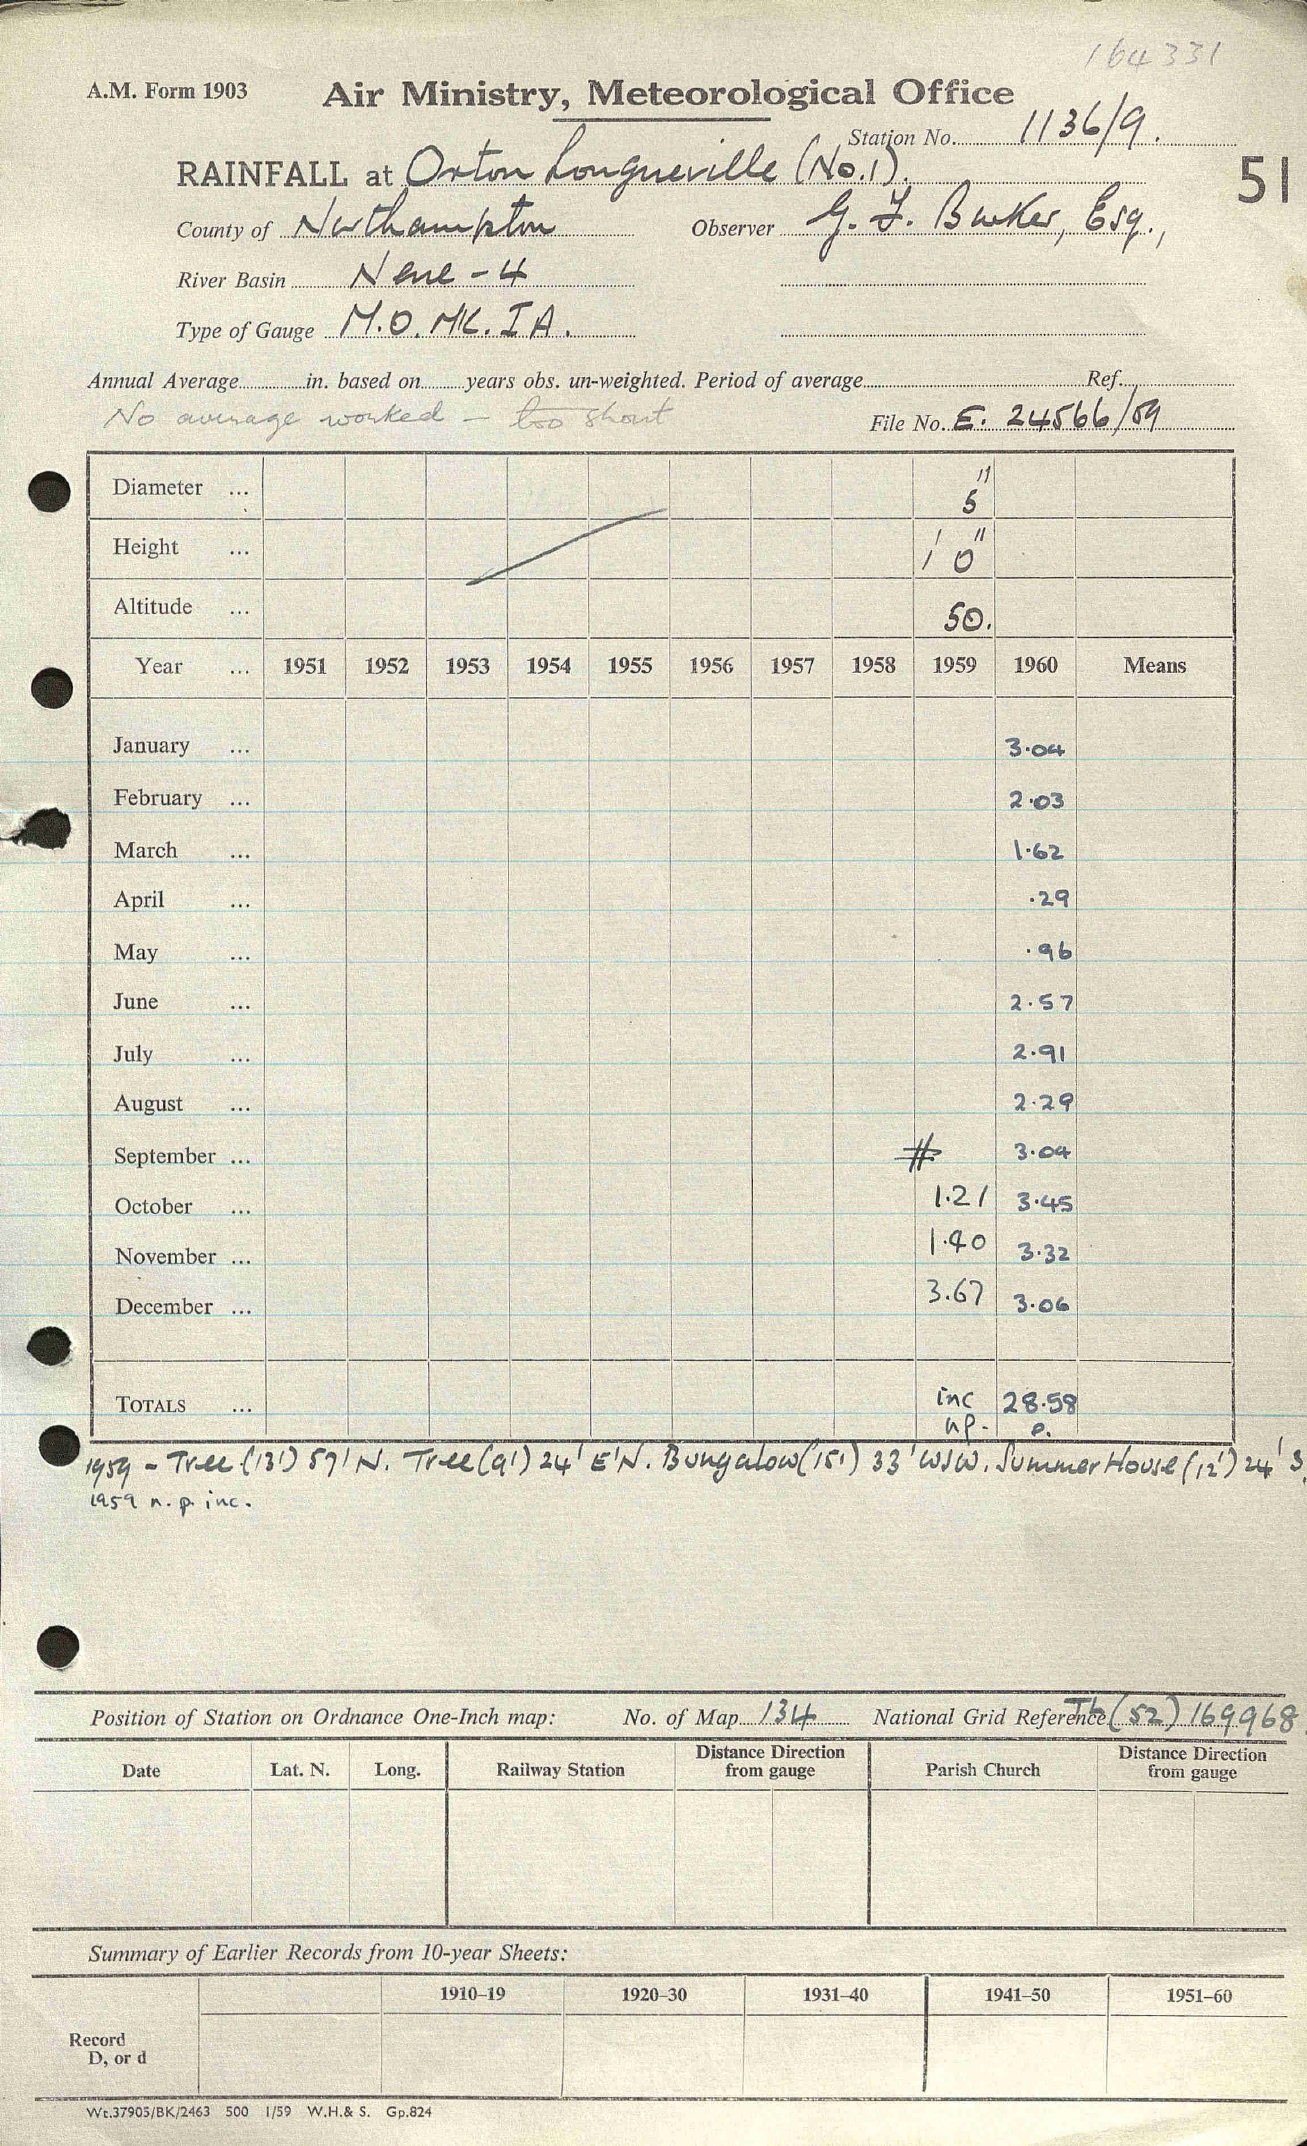 164331
A.M. Form 1903 Air Ministry, Meteorological Office
Station No. 1136/9.
RAINFALL at Orton Longueville (No.1). 51
County of Northampton Observer G. F. Barker, Esq.,
River Basin Nene - 4
Type of Gauge M.O. MK. IA.
Annual Average in. based on years obs. un-weighted. Period of average Ref.
No average worked - too short File No. E. 24566/59
Diameter ... 5"
Height ... 1' 0"
Altitude ... 50.
Year ... 1951 1952 1953 1954 1955 1956 1957 1958 1959 1960 Means
January ... 3·04
February ... 2·03
March ... 1·62
April ... ·29
May ... ·96
June ... 2·57
July ... 2·91
August ... 2·29
September ... # 3·04
October ... 1·21 3·45
November ... 1·40 3·32
December ... 3.67 3·06
TOTALS ... inc 28·58
np. p.
1959 - Tree (13') 59' N. Tree (9') 24' E'N. Bungalow (15') 33' WSW. Summer House (12') 24' S.
1959 n.p. inc.
Position of Station on Ordnance One-Inch map: No. of Map 134 National Grid Reference (52) 169968
Date Lat. N. Long. Railway Station Distance Direction from gauge Parish Church Distance Direction from gauge
Summary of Earlier Records from 10-year Sheets:
1910–19 1920–30 1931–40 1941–50 1951–60
Record
D, or d
Wt.37905/BK/2463 500 1/59 W.H.& S. Gp.824